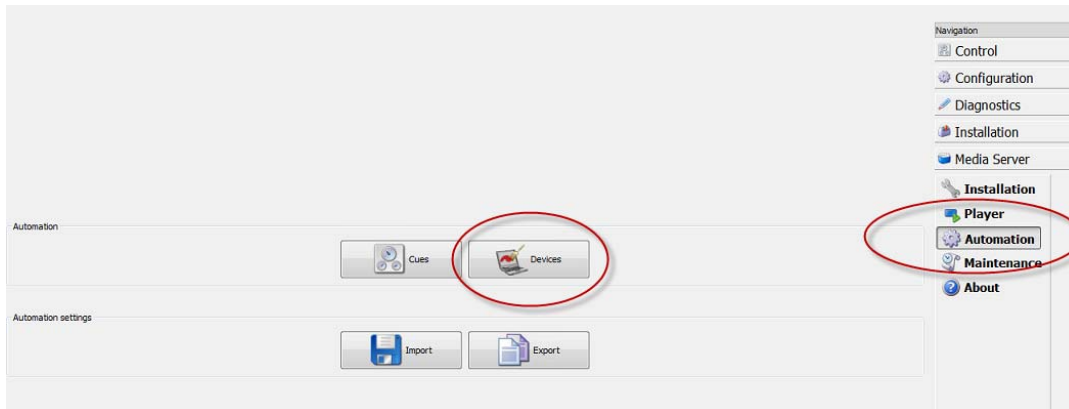 Navigation
Control
Configuration
Diagnostics
Installation
Media Server
Installation
Player
Automation
Maintenance
About
Automation
Cues
Devices
Automation settings
Import
Export